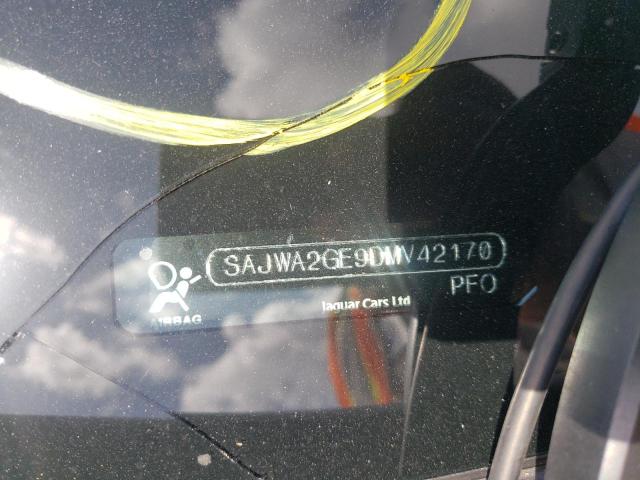 SAJWA2GE9DMV42170
PFO
AIRBAG
Jaguar Cars Ltd